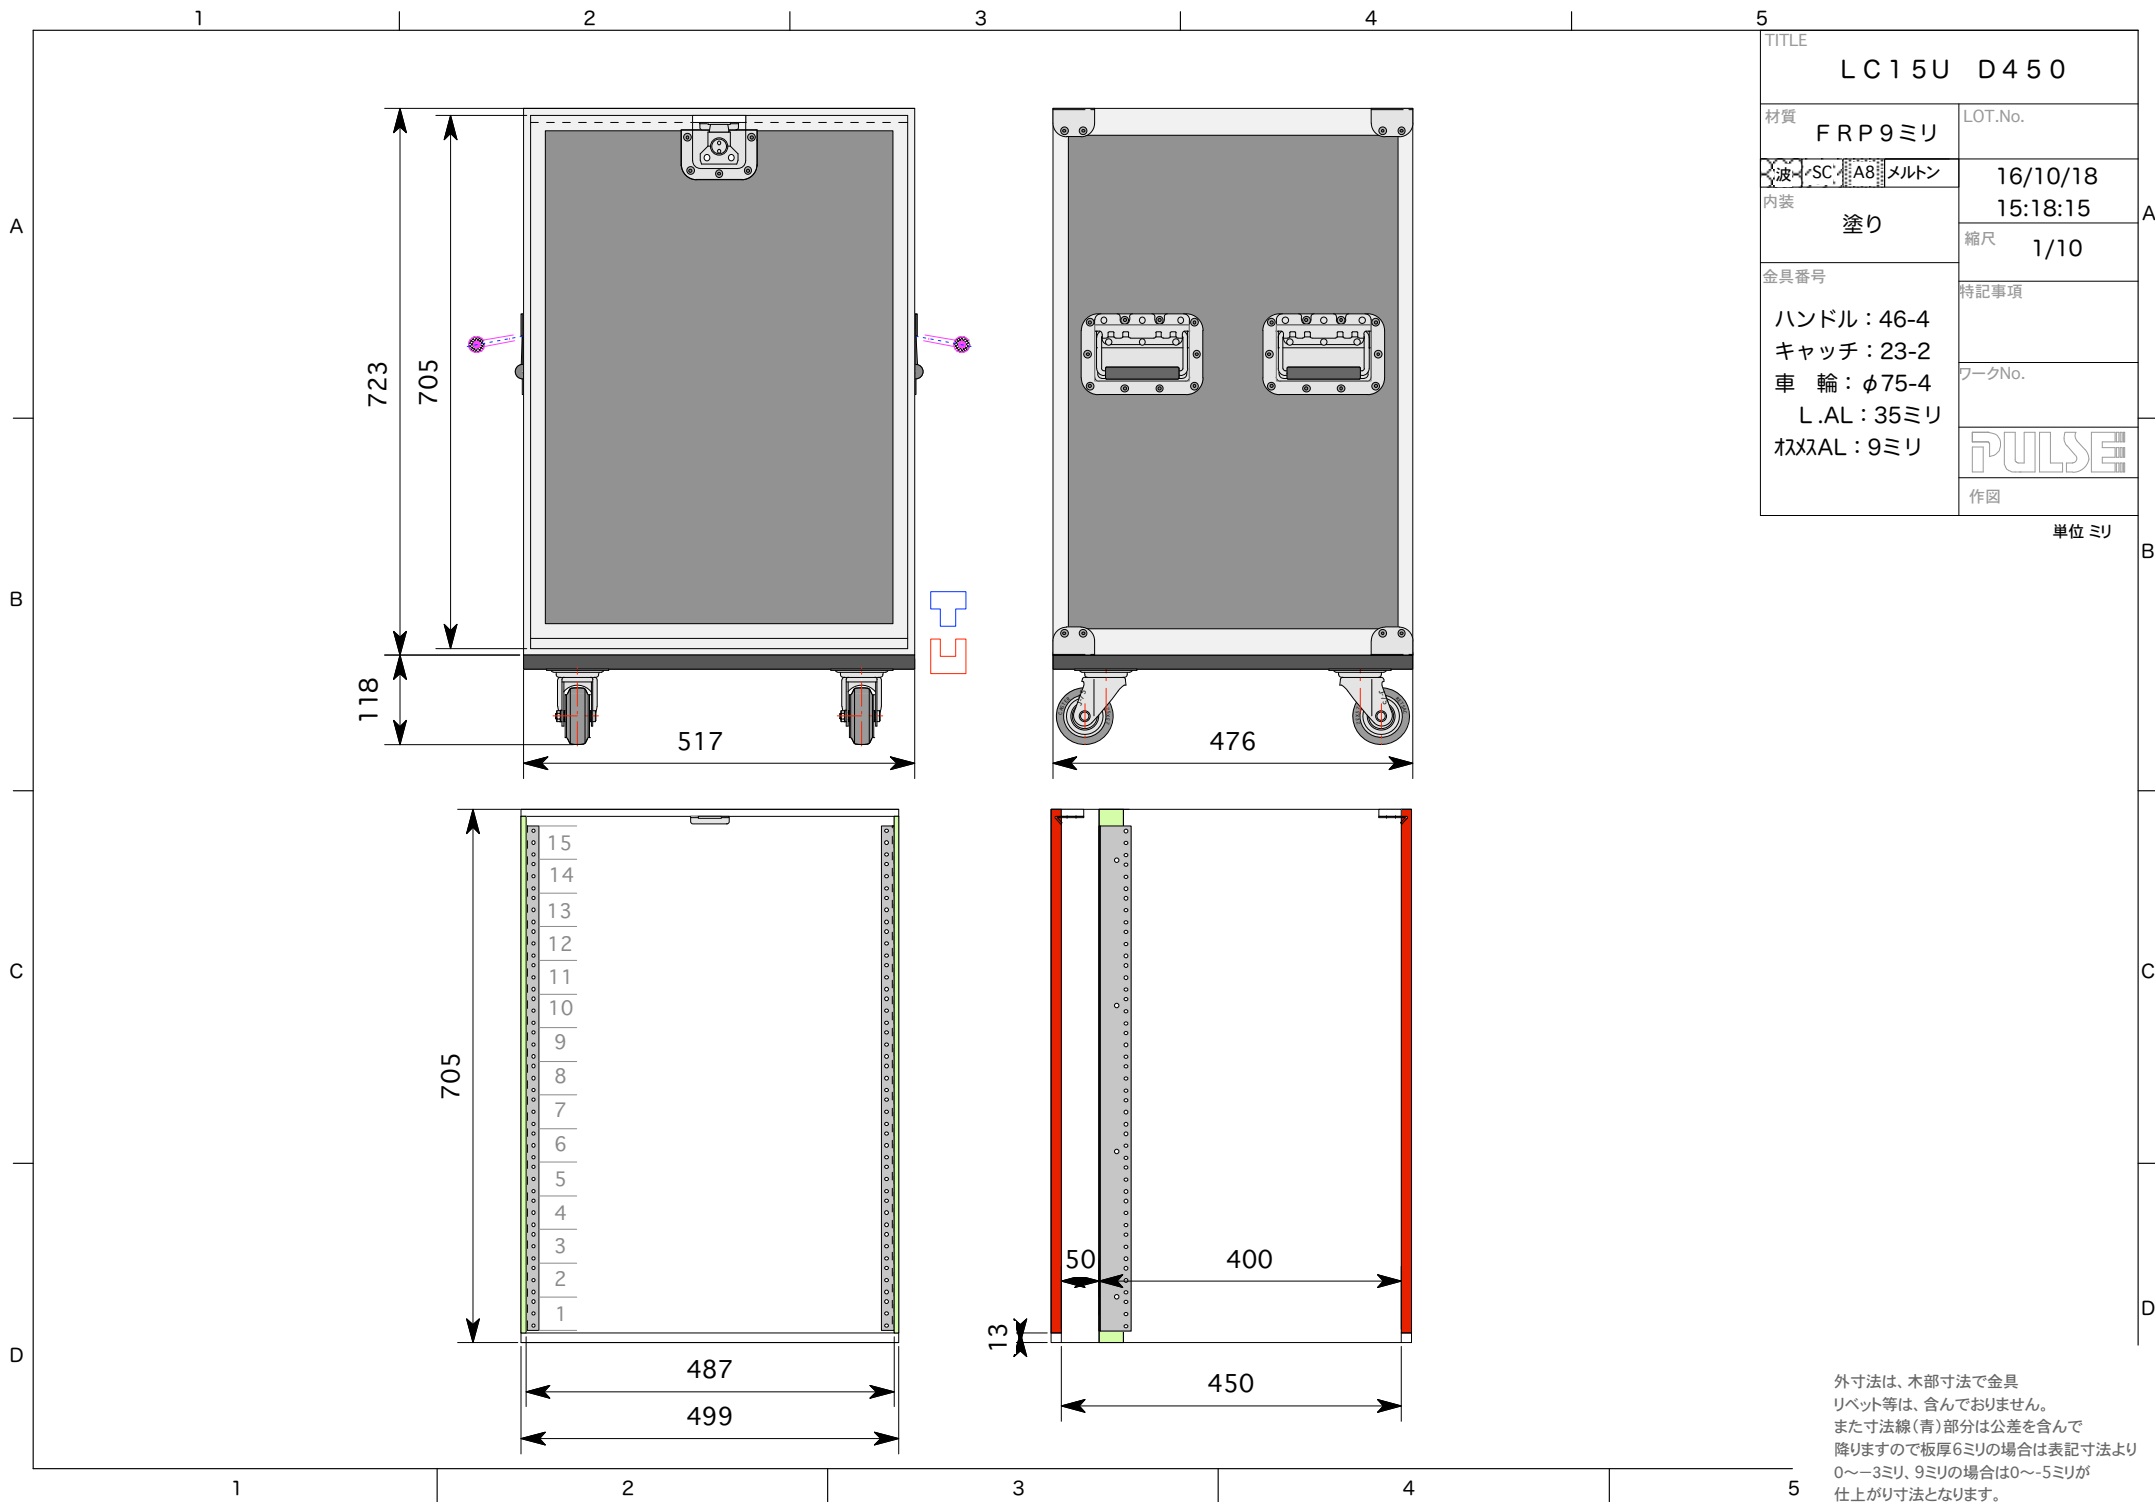 1 2 3 4 5
TITLE
LC15U D450
材質
FRP9ミリ
LOT.No.
波 SC A8 メルトン
16/10/18
15:18:15
内装
塗り
縮尺 1/10
金具番号
特記事項
ハンドル：46-4
キャッチ：23-2
車 輪：φ75-4
L.AL：35ミリ
オスメスAL：9ミリ
ワークNo.
PULSE
作図
単位 ミリ
A
A
B
B
C
C
D
D
723
705
118
517
476
705
15
14
13
12
11
10
9
8
7
6
5
4
3
2
1
487
499
50
400
13
450
外寸法は、木部寸法で金具
リベット等は、含んでおりません。
また寸法線（青）部分は公差を含んで
降りますので板厚6ミリの場合は表記寸法より
0～－3ミリ、9ミリの場合は0～-5ミリが
仕上がり寸法となります。
1 2 3 4 5